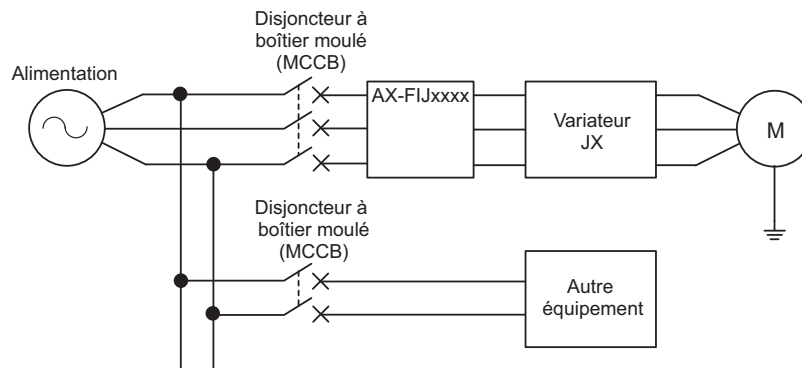 Disjoncteur à
boîtier moulé
(MCCB)
Alimentation
AX-FIJxxxx
Variateur
JX
M
Disjoncteur à
boîtier moulé
(MCCB)
Autre
équipement